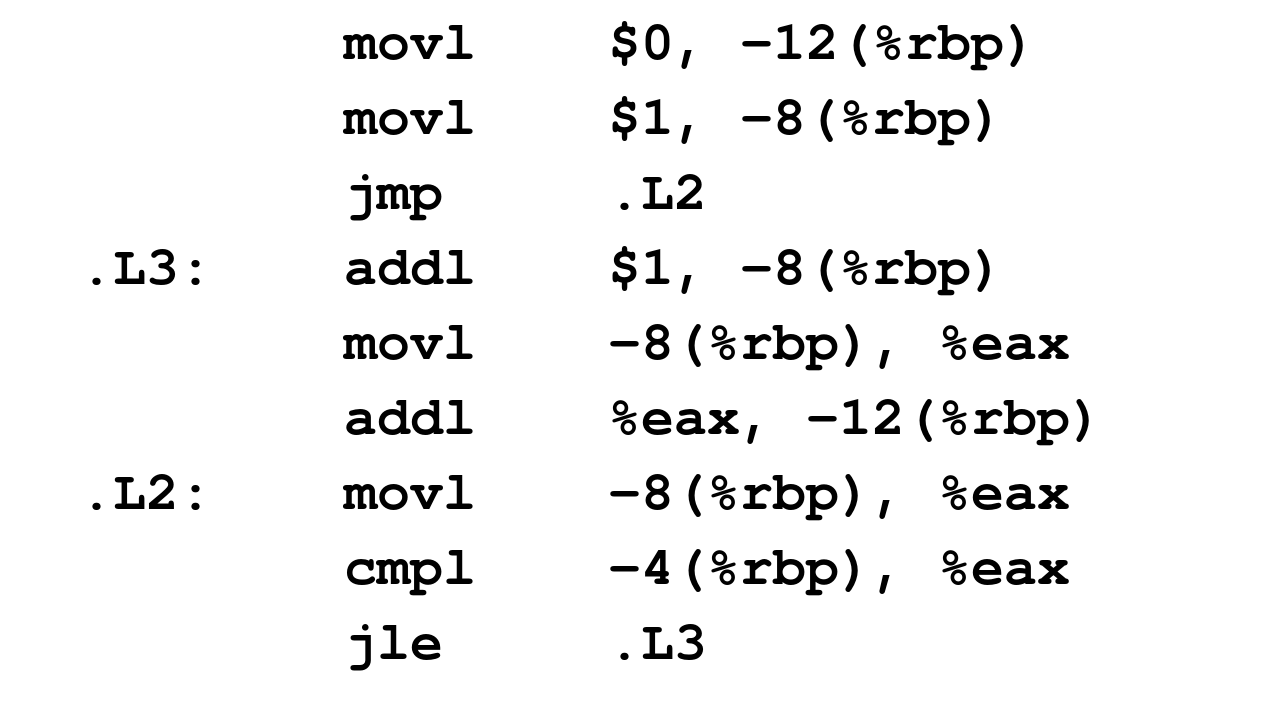 movl $0, -12(%rbp)
movl $1, -8(%rbp)
jmp .L2
.L3: addl $1, -8(%rbp)
movl -8(%rbp), %eax
addl %eax, -12(%rbp)
.L2: movl -8(%rbp), %eax
cmpl -4(%rbp), %eax
jle .L3